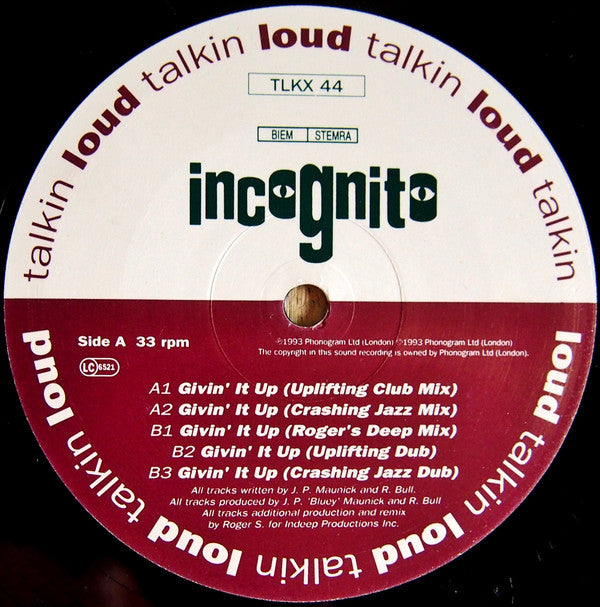 talkin loud talkin loud talkin loud talkin
TLKX 44
BIEM STEMRA
incognito
Side A 33 rpm
℗1993 Phonogram Ltd (London) ©1993 Phonogram Ltd (London)
The copyright in this sound recording is owned by Phonogram Ltd (London).
LC 6521
A1 Givin' It Up (Uplifting Club Mix)
A2 Givin' It Up (Crashing Jazz Mix)
B1 Givin' It Up (Roger's Deep Mix)
B2 Givin' It Up (Uplifting Dub)
B3 Givin' It Up (Crashing Jazz Dub)
All tracks written by J. P. Maunick and R. Bull.
All tracks produced by J. P. 'Bluey' Maunick and R. Bull
All tracks additional production and remix
by Roger S. for Indeep Productions Inc.
loud talkin loud talkin loud talkin loud